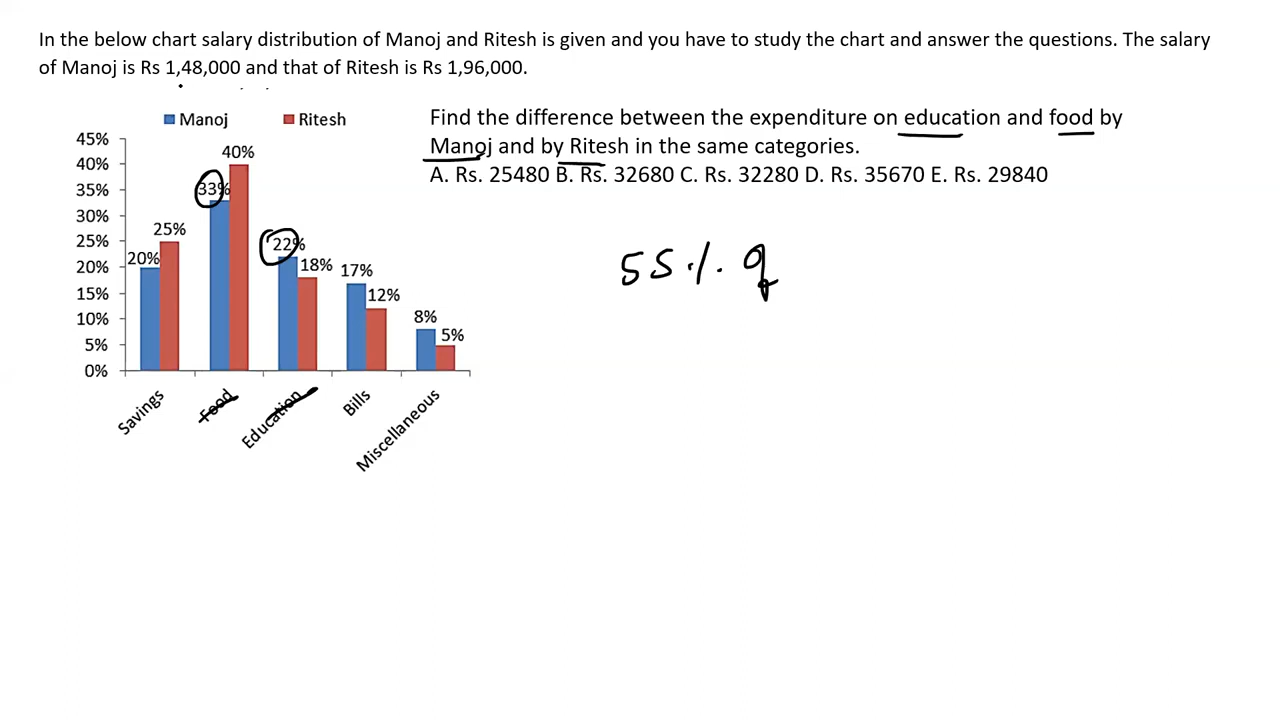 In the below chart salary distribution of Manoj and Ritesh is given and you have to study the chart and answer the questions. The salary
of Manoj is Rs 1,48,000 and that of Ritesh is Rs 1,96,000.
Find the difference between the expenditure on education and food by
Manoj and by Ritesh in the same categories.
A. Rs. 25480 B. Rs. 32680 C. Rs. 32280 D. Rs. 35670 E. Rs. 29840
Manoj Ritesh
45%
40%
35%
30%
25%
20%
15%
10%
5%
0%
20% 25%
33% 40%
22% 18%
17% 12%
8% 5%
Savings
Food
Education
Bills
Miscellaneous
55%